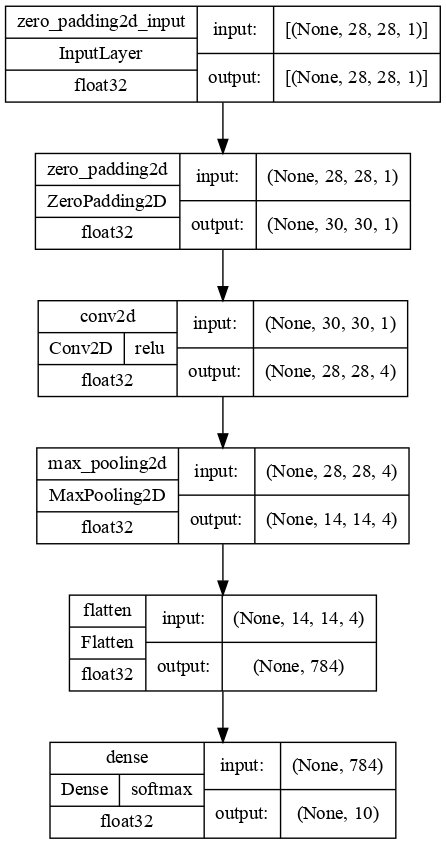 zero_padding2d_input
InputLayer
float32
input:
[(None, 28, 28, 1)]
output:
[(None, 28, 28, 1)]
zero_padding2d
ZeroPadding2D
float32
input:
(None, 28, 28, 1)
output:
(None, 30, 30, 1)
conv2d
Conv2D relu
float32
input:
(None, 30, 30, 1)
output:
(None, 28, 28, 4)
max_pooling2d
MaxPooling2D
float32
input:
(None, 28, 28, 4)
output:
(None, 14, 14, 4)
flatten
Flatten
float32
input:
(None, 14, 14, 4)
output:
(None, 784)
dense
Dense softmax
float32
input:
(None, 784)
output:
(None, 10)